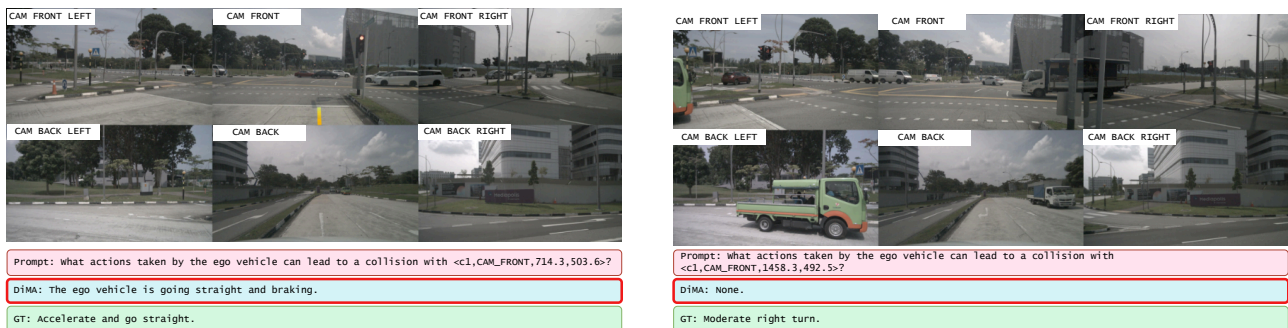 CAM FRONT LEFT
CAM FRONT
CAM FRONT RIGHT
CAM BACK LEFT
CAM BACK
CAM BACK RIGHT
Prompt: What actions taken by the ego vehicle can lead to a collision with <c1,CAM_FRONT,714.3,503.6>?
DiMA: The ego vehicle is going straight and braking.
GT: Accelerate and go straight.
CAM FRONT LEFT
CAM FRONT
CAM FRONT RIGHT
CAM BACK LEFT
CAM BACK
CAM BACK RIGHT
Prompt: What actions taken by the ego vehicle can lead to a collision with
<c1,CAM_FRONT,1458.3,492.5>?
DiMA: None.
GT: Moderate right turn.